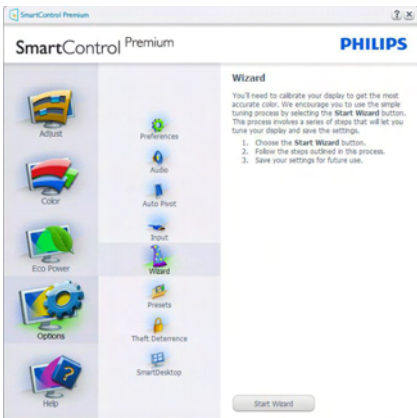 SmartControl Premium
SmartControl Premium
PHILIPS
Adjust
Color
Eco Power
Options
Help
Preferences
Audio
Auto Pivot
Input
Wizard
Presets
Theft Deterrence
SmartDesktop
Wizard
You'll need to calibrate your display to get the most
accurate color. We encourage you to use the simple
tuning process by selecting the Start Wizard button.
This process involves a series of steps that will let you
tune your display and save the settings.
1. Choose the Start Wizard button.
2. Follow the steps outlined in this process.
3. Save your settings for future use.
Start Wizard